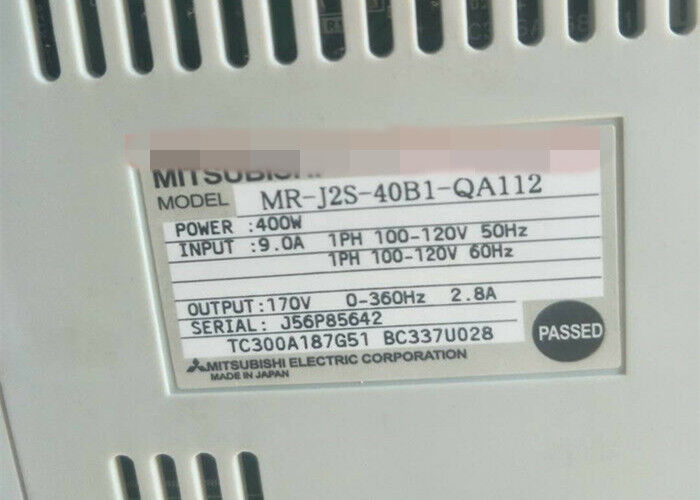 MITSUBISHI
MODEL MR-J2S-40B1-QA112
POWER :400W
INPUT :9.0A 1PH 100-120V 50Hz
1PH 100-120V 60Hz
OUTPUT:170V 0-360Hz 2.8A
SERIAL: J56P85642
TC300A187G51 BC337U028
PASSED
MITSUBISHI ELECTRIC CORPORATION
MADE IN JAPAN